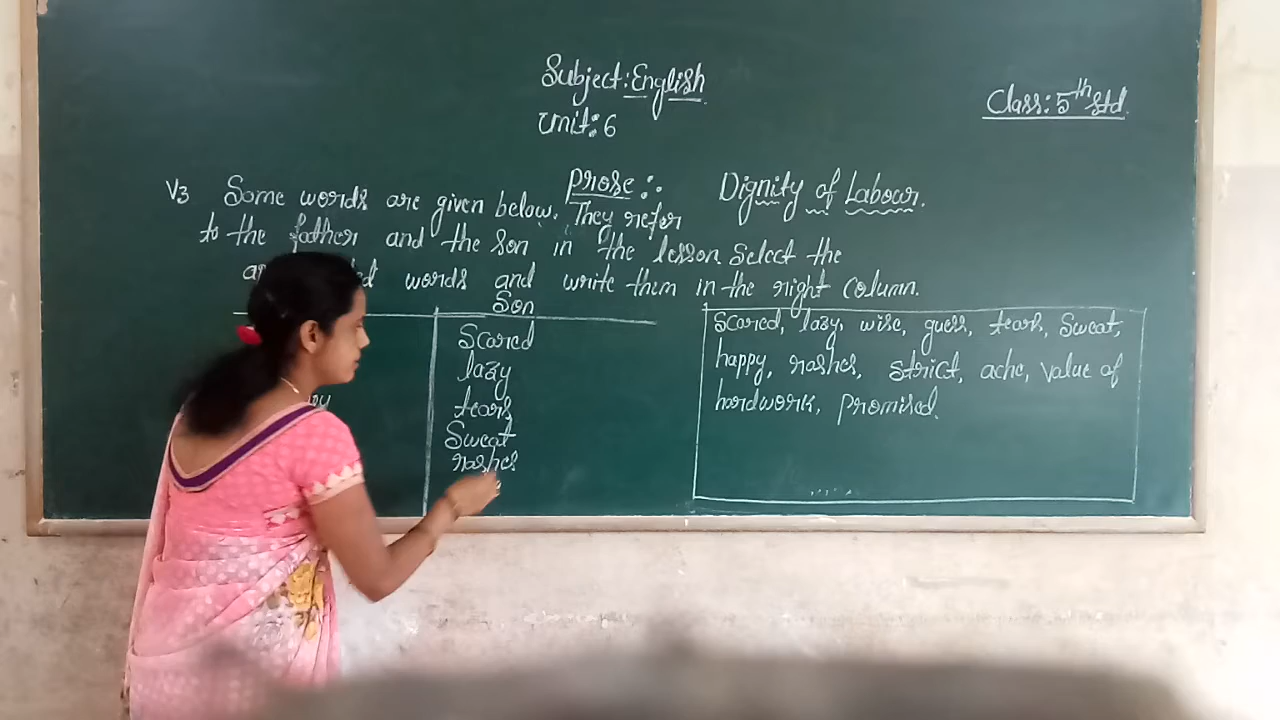 Subject: English
Unit: 6
Class: 5th Std.
Prose :- Dignity of Labour.
V3 Some words are given below. They refer
to the father and the Son in the lesson. Select the
words and write them in the right column.
Son
Scared
lazy
tears
Sweat
rashes
Scared, lazy, wise, guess, tears, Sweat,
happy, rashes, strict, ache, Value of
hardwork, promised.